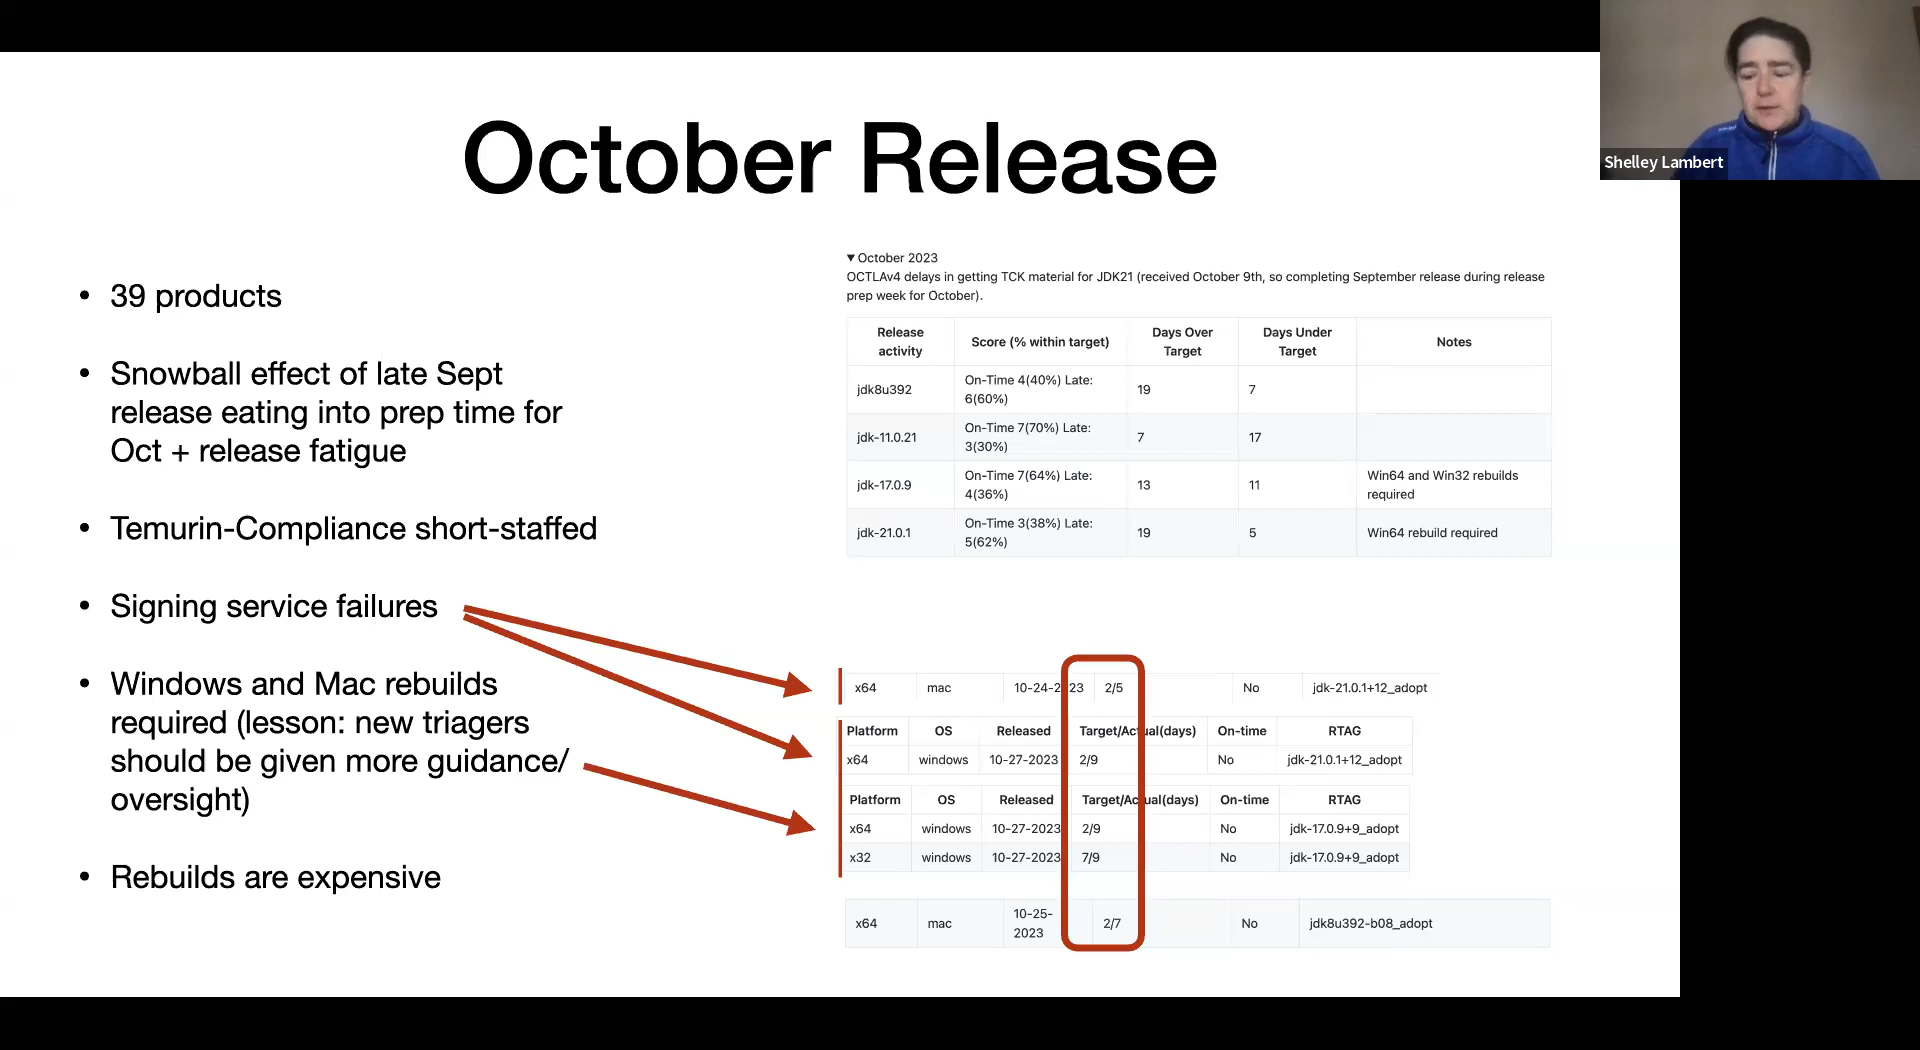 October Release
Shelley Lambert
• 39 products
• Snowball effect of late Sept
release eating into prep time for
Oct + release fatigue
• Temurin-Compliance short-staffed
• Signing service failures
• Windows and Mac rebuilds
required (lesson: new triagers
should be given more guidance/
oversight)
• Rebuilds are expensive
▼ October 2023
OCTLAv4 delays in getting TCK material for JDK21 (received October 9th, so completing September release during release
prep week for October).
Release activity Score (% within target) Days Over Target Days Under Target Notes
jdk8u392 On-Time 4(40%) Late: 6(60%) 19 7
jdk-11.0.21 On-Time 7(70%) Late: 3(30%) 7 17
jdk-17.0.9 On-Time 7(64%) Late: 4(36%) 13 11 Win64 and Win32 rebuilds required
jdk-21.0.1 On-Time 3(38%) Late: 5(62%) 19 5 Win64 rebuild required
x64 mac 10-24-2023 2/5 No jdk-21.0.1+12_adopt
Platform OS Released Target/Actual(days) On-time RTAG
x64 windows 10-27-2023 2/9 No jdk-21.0.1+12_adopt
Platform OS Released Target/Actual(days) On-time RTAG
x64 windows 10-27-2023 2/9 No jdk-17.0.9+9_adopt
x32 windows 10-27-2023 7/9 No jdk-17.0.9+9_adopt
x64 mac 10-25-2023 2/7 No jdk8u392-b08_adopt